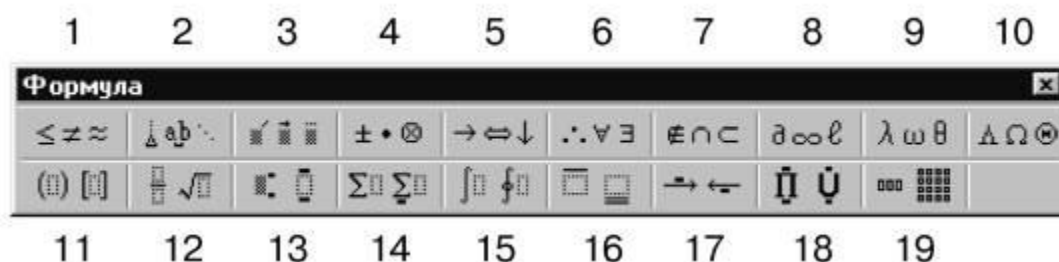 1 2 3 4 5 6 7 8 9 10
Формула
≤ ≠ ≈ a͟b ⋱ ± • ⊗ → ⇔ ↓ ∴ ∀ ∃ ∉ ∩ ⊂ ∂ ∞ ℓ λ ω θ Λ Ω Θ
(⬚) [⬚] √⬚ Σ⬚ Σ⬚ ∫⬚ ∮⬚ → ← Π Ụ
11 12 13 14 15 16 17 18 19